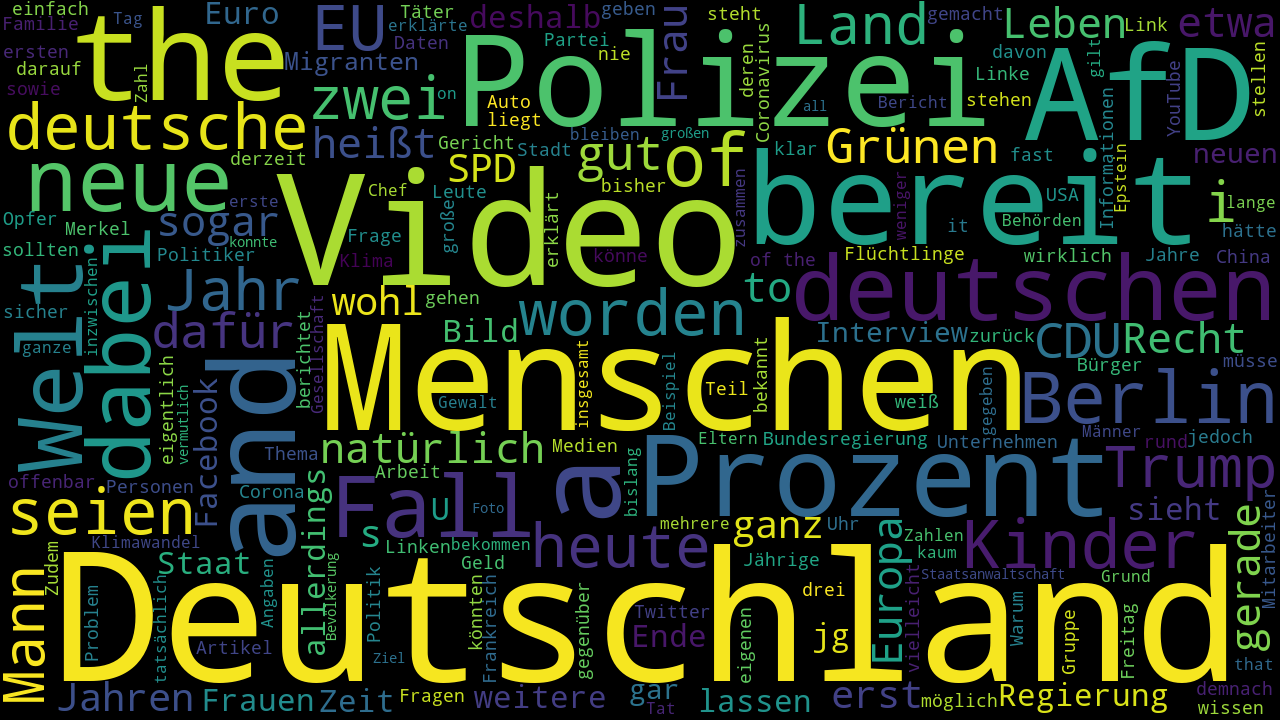 einfach
Familie
Tag
Euro
EU
Täter
erklärte
deshalb
geben
Frau
steht
Land
gemacht
Leben
Link
etwa
ersten
the
Daten
Partei
nie
Polizei
deren
Coronavirus
davon
gilt
AfD
stellen
darauf
Zahl
Migranten
Linke
YouTube
sowie
zwei
on
Auto
liegt
all
Bericht
stehen
Informationen
deutsche
heißt
Gericht
Stadt
bleiben
großen
gut
of
klar
Grünen
fast
neuen
derzeit
SPD
neue
Video
Chef
Leute
bisher
zusammen
bereit
weniger
USA
Epstein
i
lange
Opfer
Merkel
sogar
erste
große
erklärt
it
Behörden
hätte
sollten
dabei
Politiker
konnte
Frage
Klima
könne
of the
Flüchtlinge
wirklich
Jahre
China
Welt
inzwischen
Jahr
wohl
gehen
to
deutschen
sicher
ganze
dafür
berichtet
Gesellschaft
Bild
worden
Interview
zurück
CDU
Recht
eigentlich
vermutlich
Facebook
and
Menschen
insgesamt
Beispiel
Teil
bekannt
Bürger
müsse
Gewalt
weiß
gegeben
Berlin
Thema
natürlich
Medien
Eltern
Bundesregierung
Unternehmen
Männer
rund
jedoch
offenbar
Personen
Corona
Arbeit
Fall
a
bislang
Prozent
Trump
seien
allerdings
s
U
Foto
mehrere
ganz
Uhr
Europa
sieht
gerade
Mitarbeiter
Klimawandel
Zudem
Staat
Linken
bekommen
Geld
heute
Jährige
Zahlen
kaum
Kinder
Mann
Deutschland
Problem
tatsächlich
Angaben
Bevölkerung
Politik
Frankreich
könnten
gegenüber
drei
vielleicht
Staatsanwaltschaft
Grund
Artikel
Ziel
Twitter
Ende
eigenen
jg
Warum
Gruppe
Freitag
that
Jahren
Frauen
Zeit
Fragen
weitere
gar
Tat
lassen
erst
möglich
Regierung
demnach
wissen